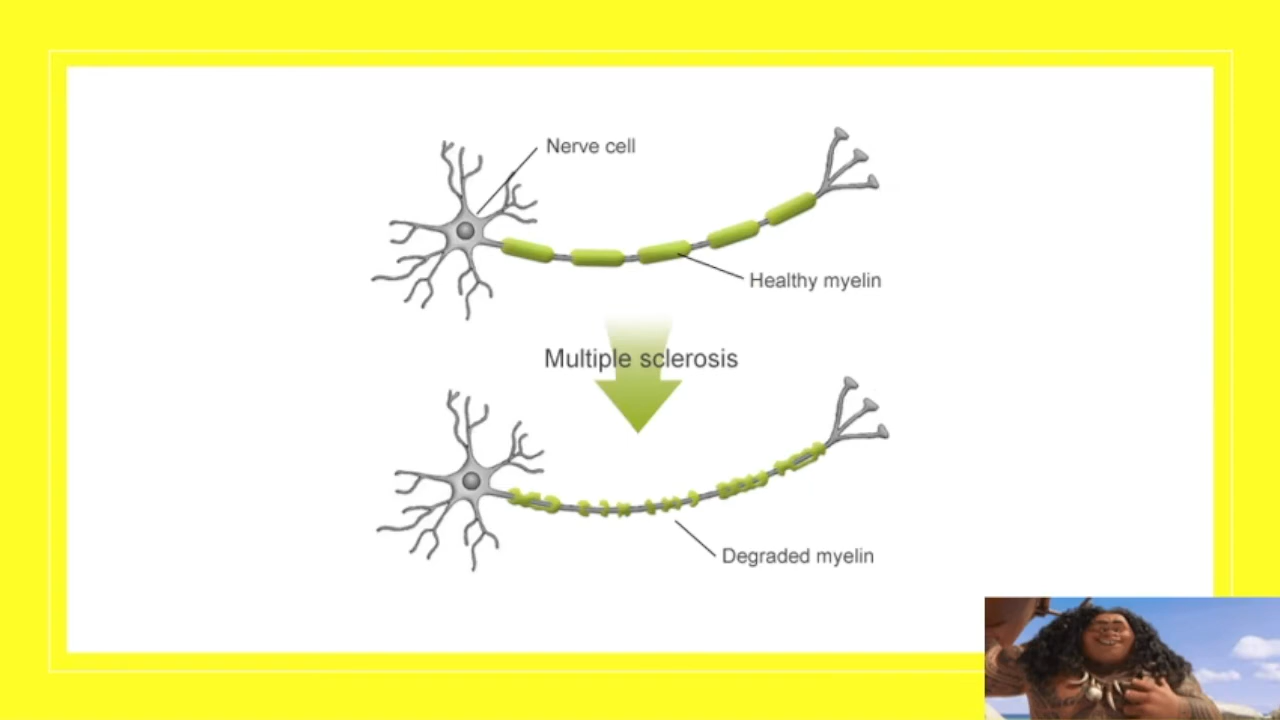 Nerve cell
Healthy myelin
Multiple sclerosis
Degraded myelin